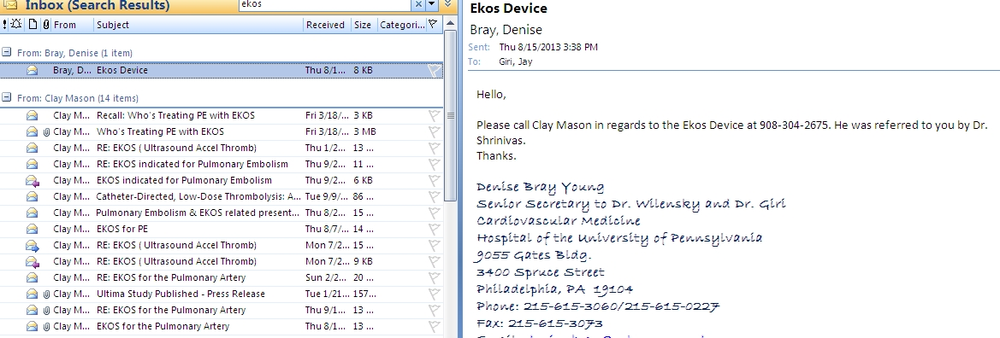 Inbox (Search Results)
ekos
From Subject Received Size Categori...
From: Bray, Denise (1 item)
Bray, D... Ekos Device Thu 8/1... 8 KB
From: Clay Mason (14 items)
Clay M... Recall: Who's Treating PE with EKOS Fri 3/18/... 3 KB
Clay M... Who's Treating PE with EKOS Fri 3/18/... 3 MB
Clay M... RE: EKOS ( Ultrasound Accel Thromb) Thu 1/2... 13 ...
Clay M... RE: EKOS indicated for Pulmonary Embolism Thu 9/2... 11 ...
Clay M... EKOS indicated for Pulmonary Embolism Thu 9/2... 6 KB
Clay M... Catheter-Directed, Low-Dose Thrombolysis: A... Tue 9/9/... 86 ...
Clay M... Pulmonary Embolism & EKOS related present... Thu 8/2... 15 ...
Clay M... EKOS for PE Thu 8/7/... 14 ...
Clay M... RE: EKOS ( Ultrasound Accel Thromb) Mon 7/2... 15 ...
Clay M... RE: EKOS ( Ultrasound Accel Thromb) Mon 7/2... 9 KB
Clay M... RE: EKOS for the Pulmonary Artery Sun 2/2... 20 ...
Clay M... Ultima Study Published - Press Release Tue 1/21... 157...
Clay M... RE: EKOS for the Pulmonary Artery Thu 9/1... 13 ...
Clay M... EKOS for the Pulmonary Artery Thu 8/1... 13 ...
Ekos Device
Bray, Denise
Sent: Thu 8/15/2013 3:38 PM
To: Giri, Jay
Hello,
Please call Clay Mason in regards to the Ekos Device at 908-304-2675. He was referred to you by Dr.
Shrinivas.
Thanks.
Denise Bray Young
Senior Secretary to Dr. Wilensky and Dr. Giri
Cardiovascular Medicine
Hospital of the University of Pennsylvania
9055 Gates Bldg.
3400 Spruce Street
Philadelphia, PA 19104
Phone: 215-615-3060/215-615-0227
Fax: 215-615-3073